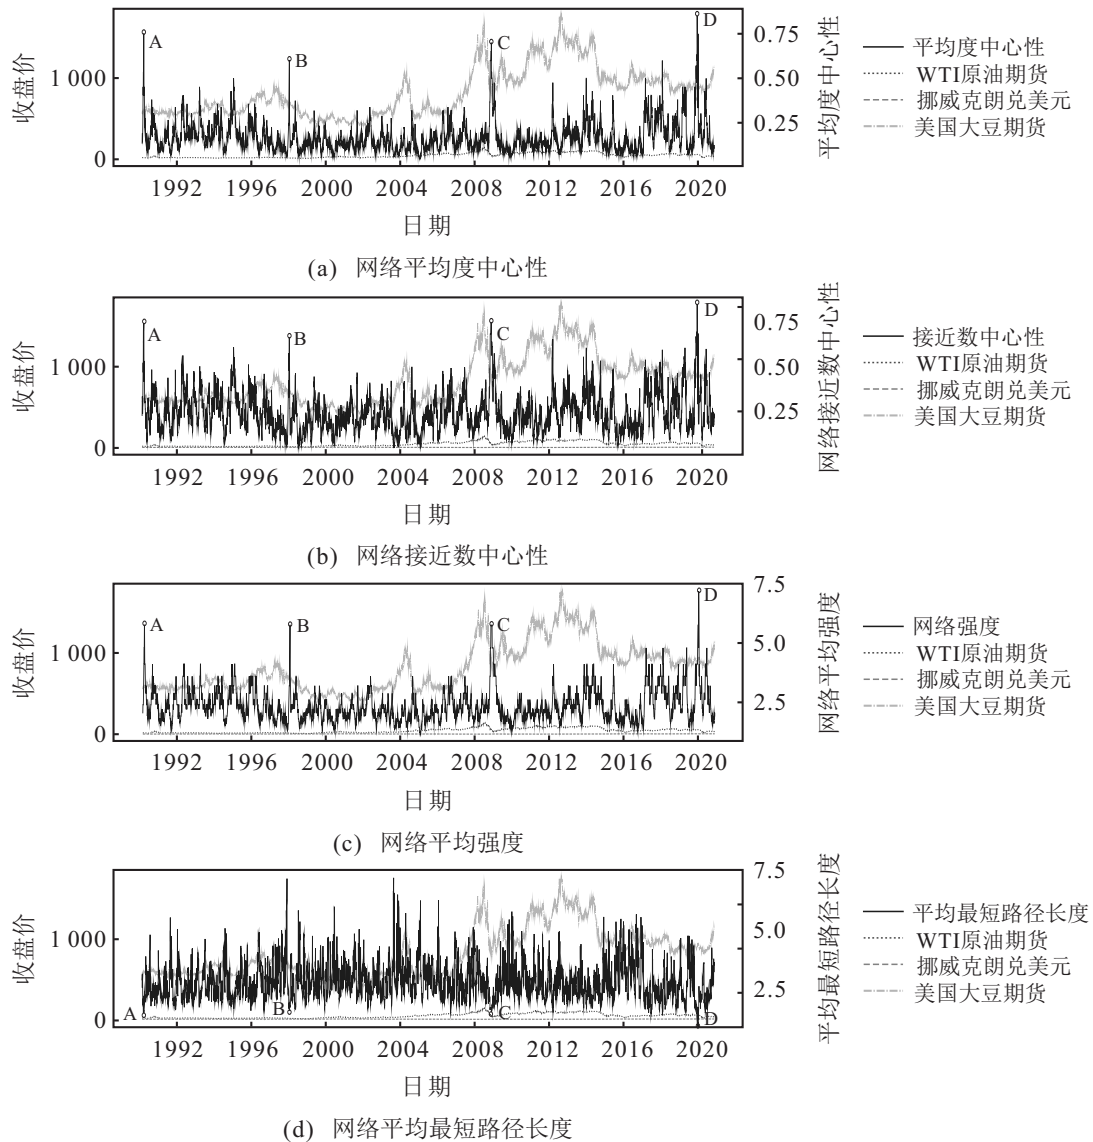 A
B
C
D
收盘价
1 000
0
0.75
0.50
0.25
平均度中心性
平均度中心性
WTI原油期货
挪威克朗兑美元
美国大豆期货
1992 1996 2000 2004 2008 2012 2016 2020
日期
(a) 网络平均度中心性
A
B
C
D
收盘价
1 000
0
0.75
0.50
0.25
网络接近数中心性
接近数中心性
WTI原油期货
挪威克朗兑美元
美国大豆期货
1992 1996 2000 2004 2008 2012 2016 2020
日期
(b) 网络接近数中心性
A
B
C
D
收盘价
1 000
0
7.5
5.0
2.5
网络平均强度
网络强度
WTI原油期货
挪威克朗兑美元
美国大豆期货
1992 1996 2000 2004 2008 2012 2016 2020
日期
(c) 网络平均强度
A
B
C
D
收盘价
1 000
0
7.5
5.0
2.5
平均最短路径长度
平均最短路径长度
WTI原油期货
挪威克朗兑美元
美国大豆期货
1992 1996 2000 2004 2008 2012 2016 2020
日期
(d) 网络平均最短路径长度